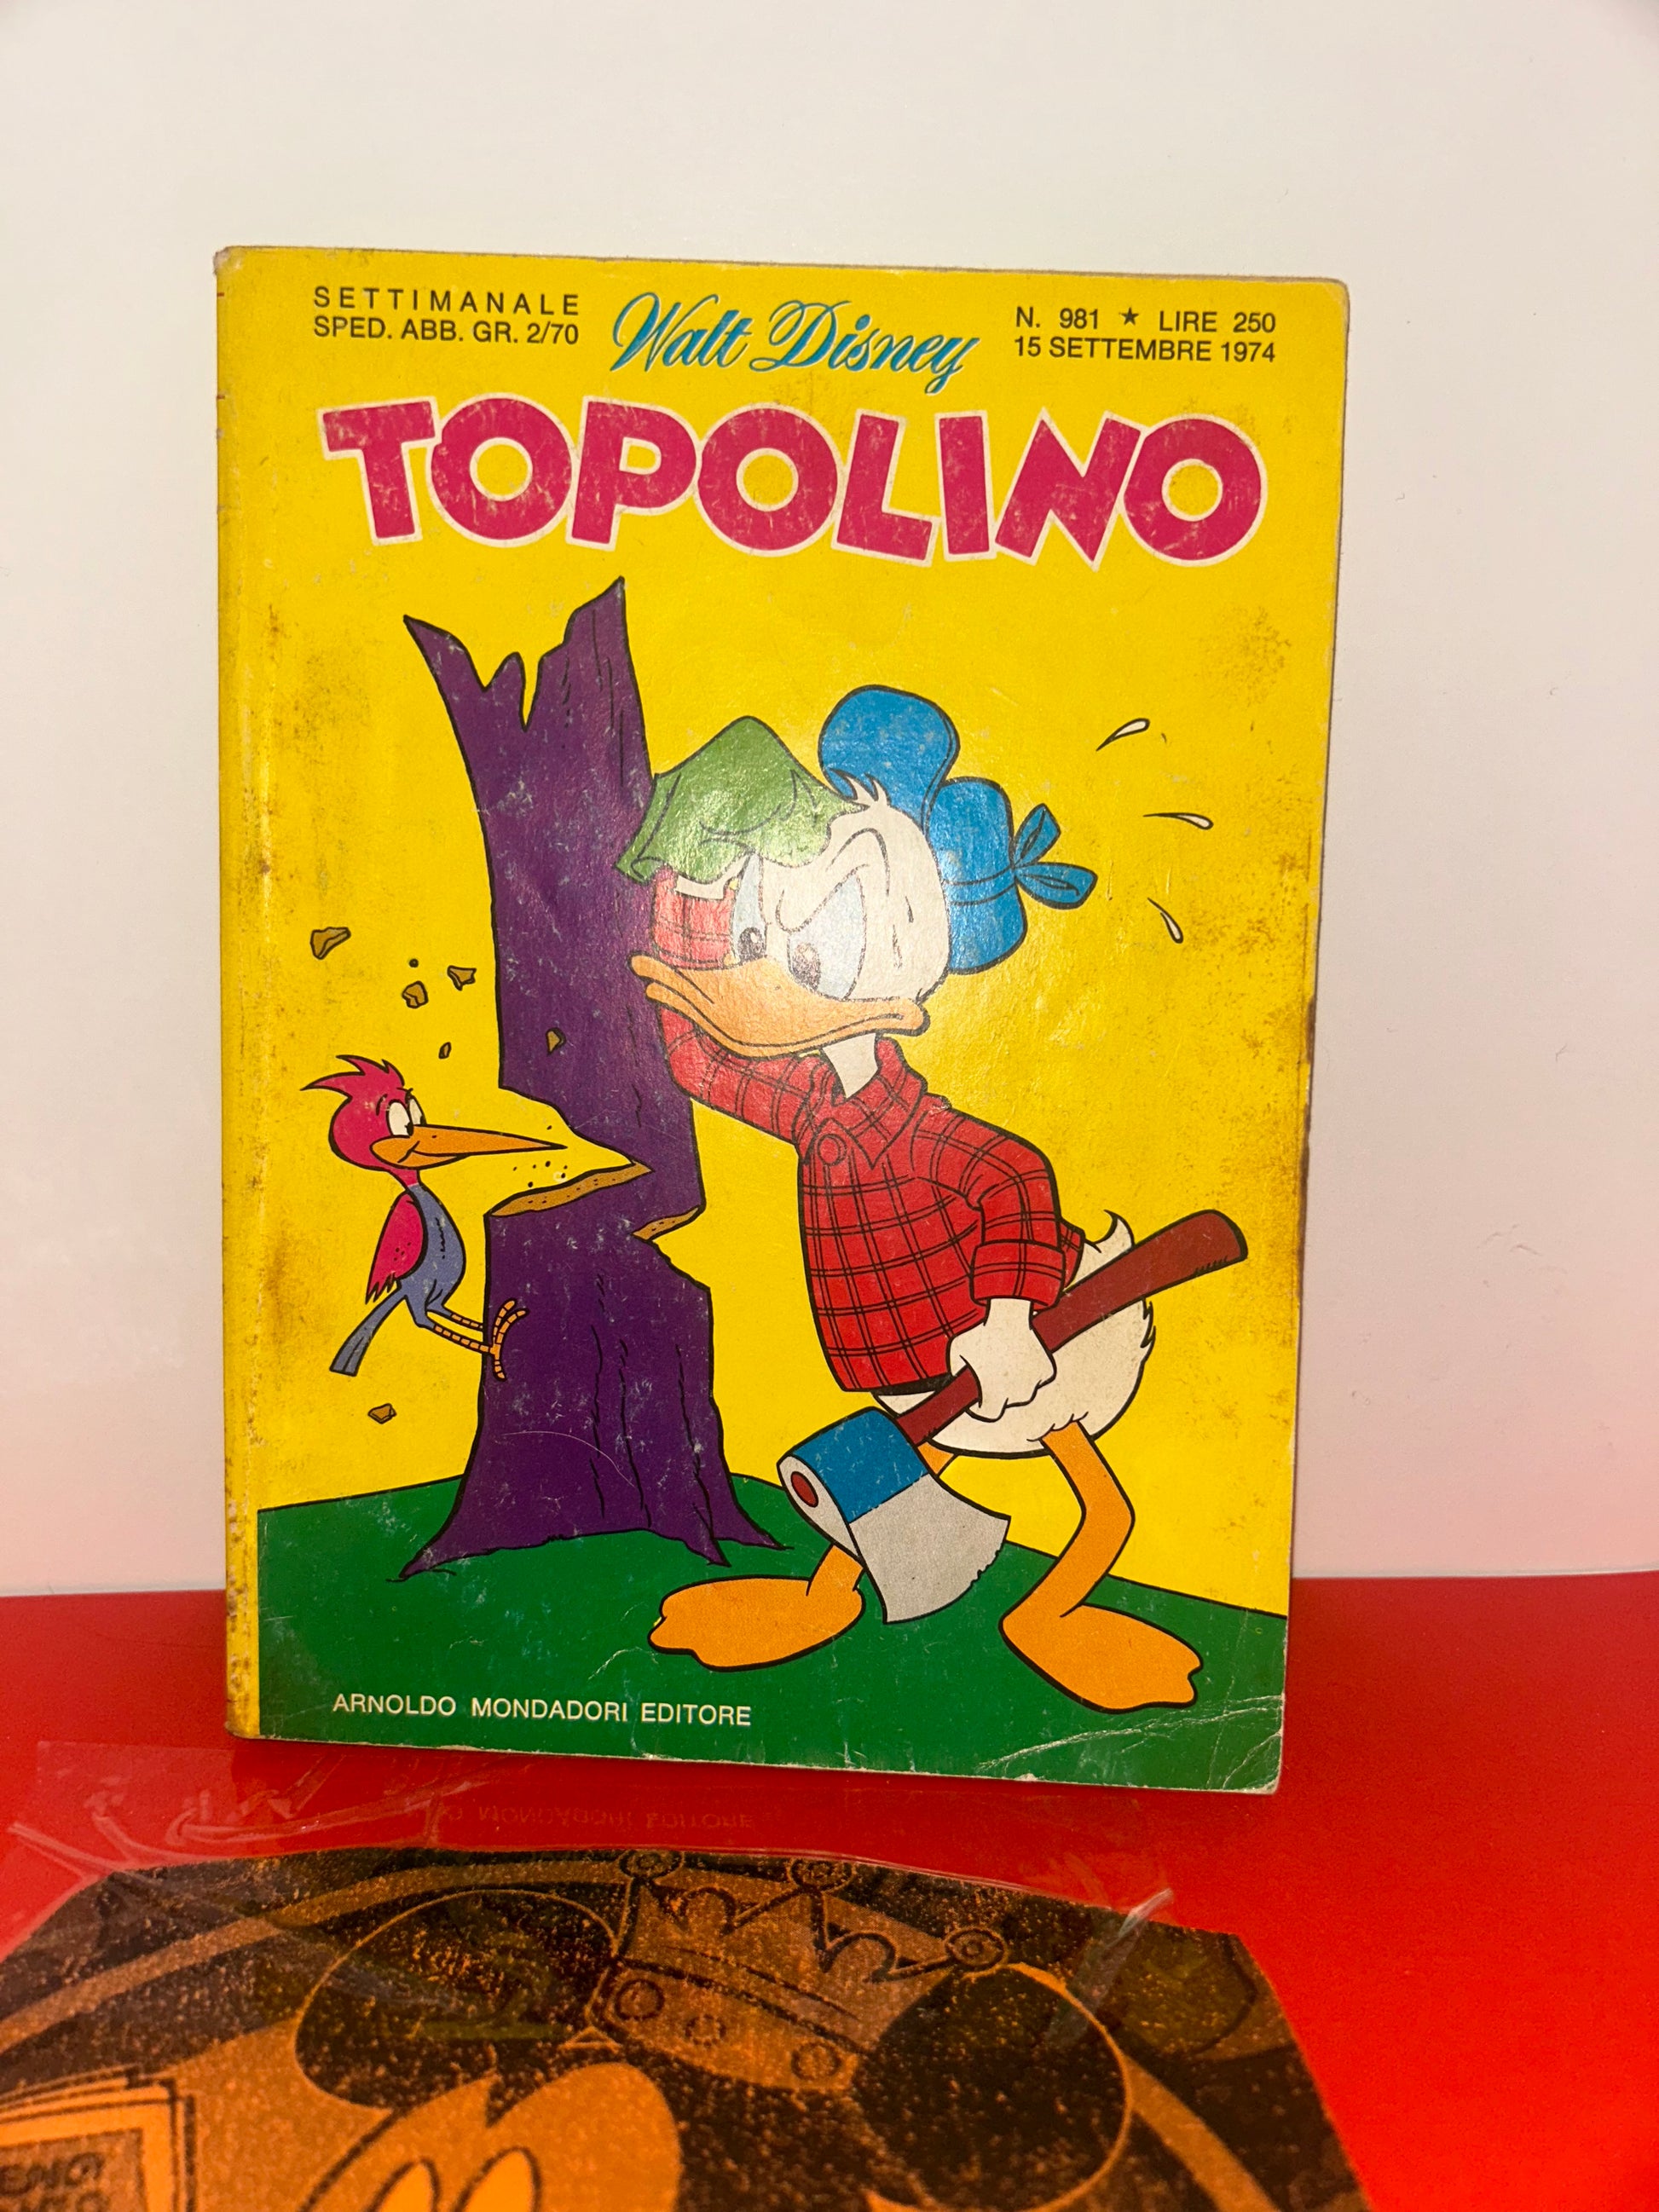 SETTIMANALE
SPED. ABB. GR. 2/70
Walt Disney
N. 981 ★ LIRE 250
15 SETTEMBRE 1974
TOPOLINO
ARNOLDO MONDADORI EDITORE